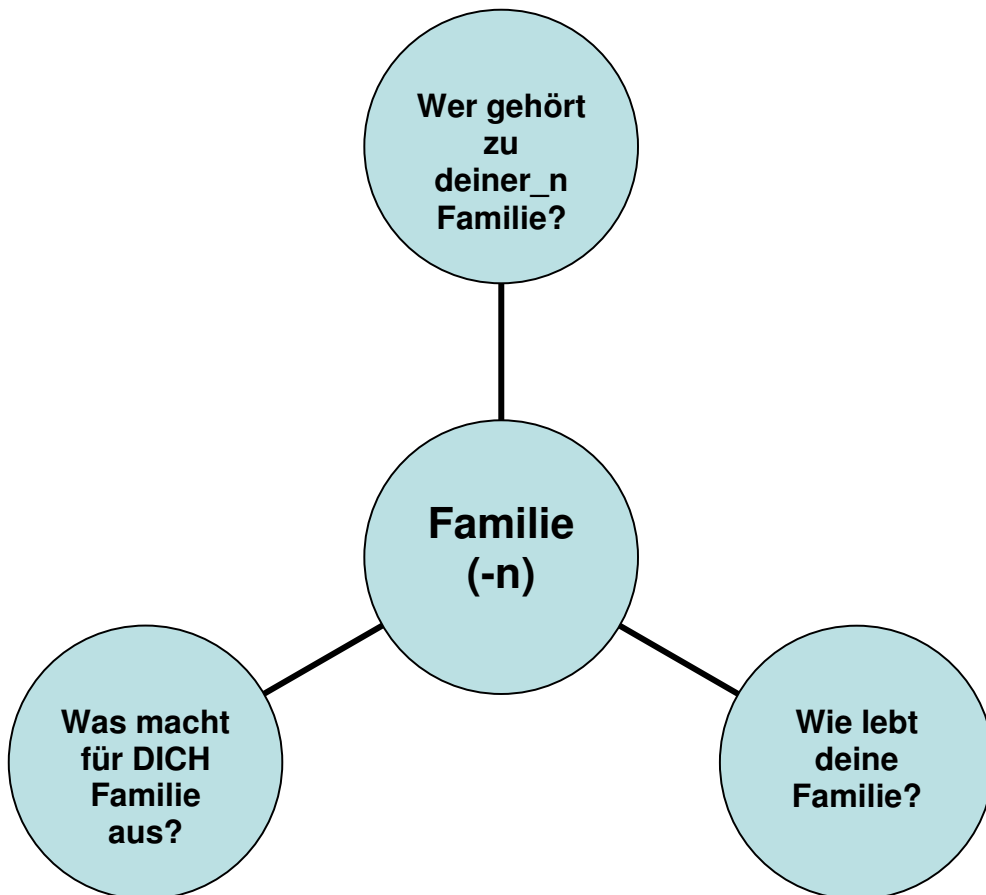 Wer gehört
zu
deiner_n
Familie?
Familie
(-n)
Was macht
für DICH
Familie
aus?
Wie lebt
deine
Familie?